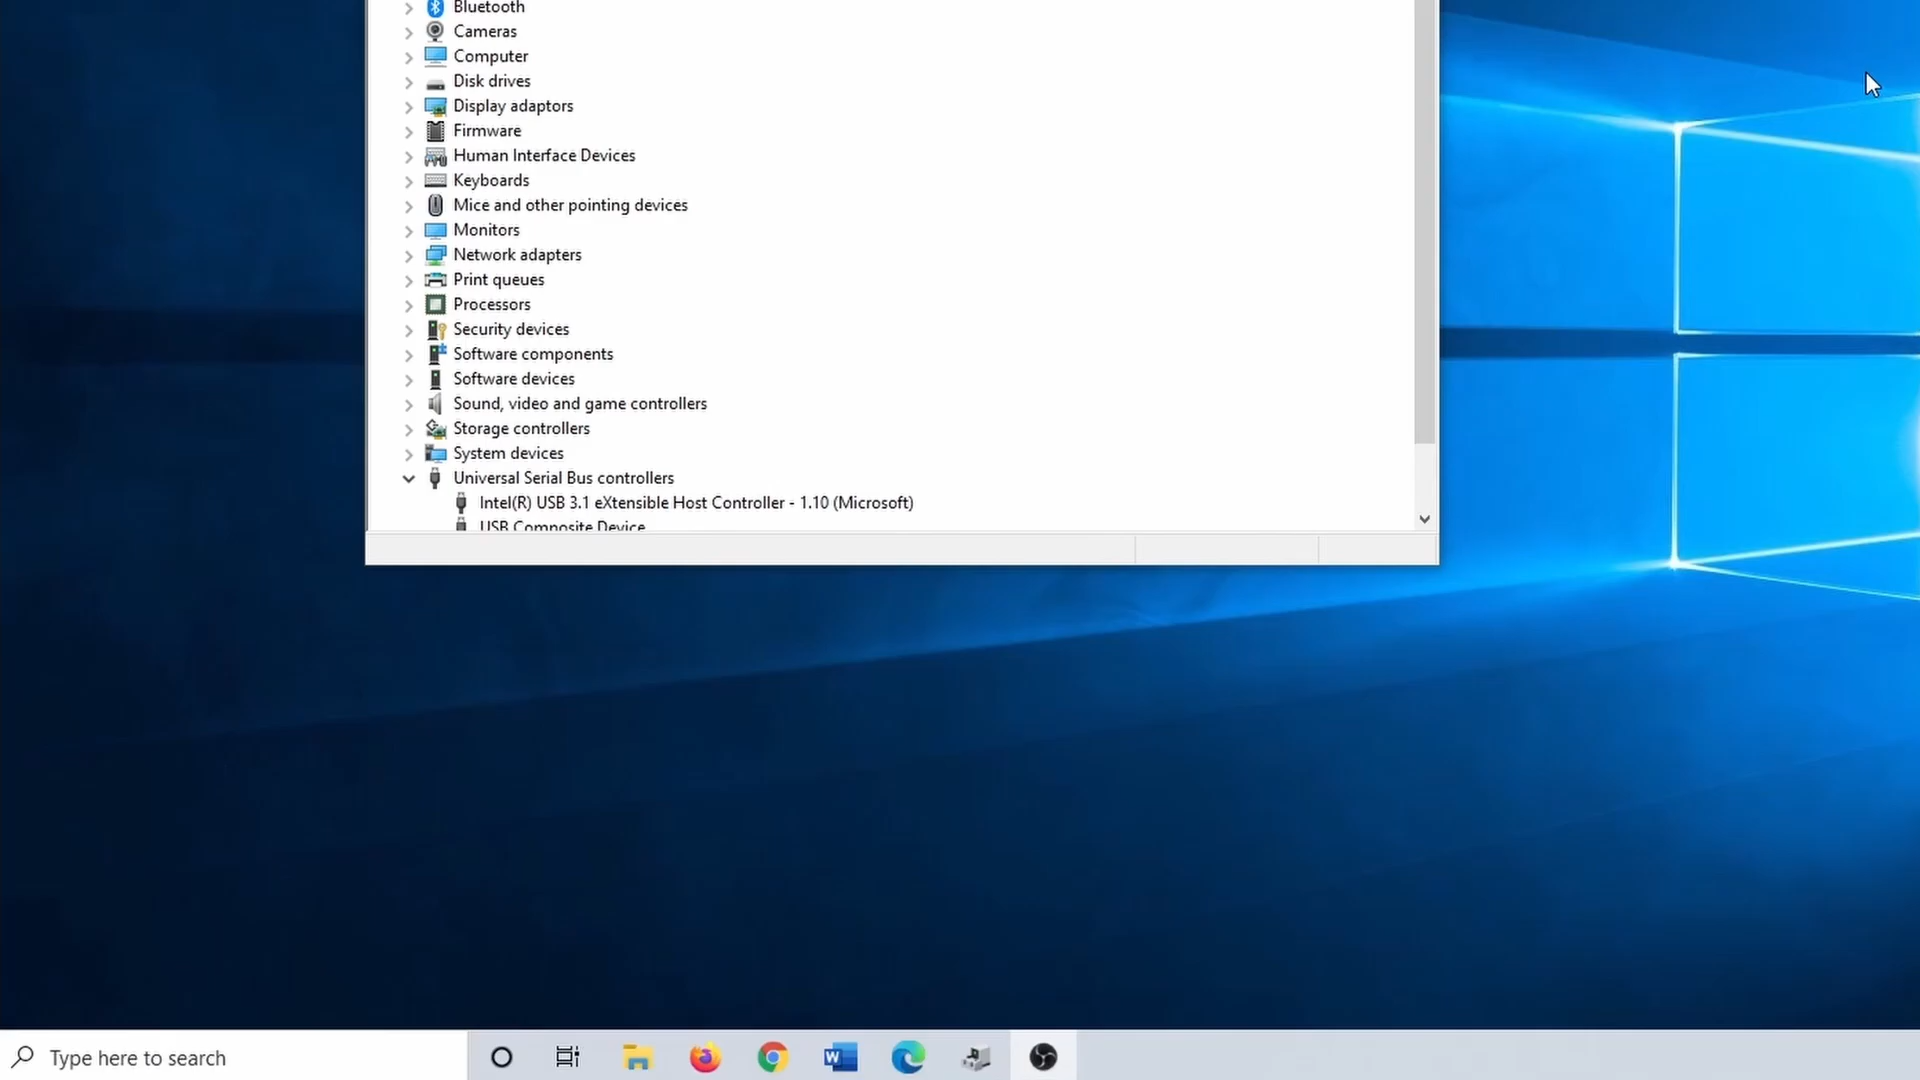 Bluetooth
Cameras
Computer
Disk drives
Display adaptors
Firmware
Human Interface Devices
Keyboards
Mice and other pointing devices
Monitors
Network adapters
Print queues
Processors
Security devices
Software components
Software devices
Sound, video and game controllers
Storage controllers
System devices
Universal Serial Bus controllers
Intel(R) USB 3.1 eXtensible Host Controller - 1.10 (Microsoft)
USB Composite Device
Type here to search